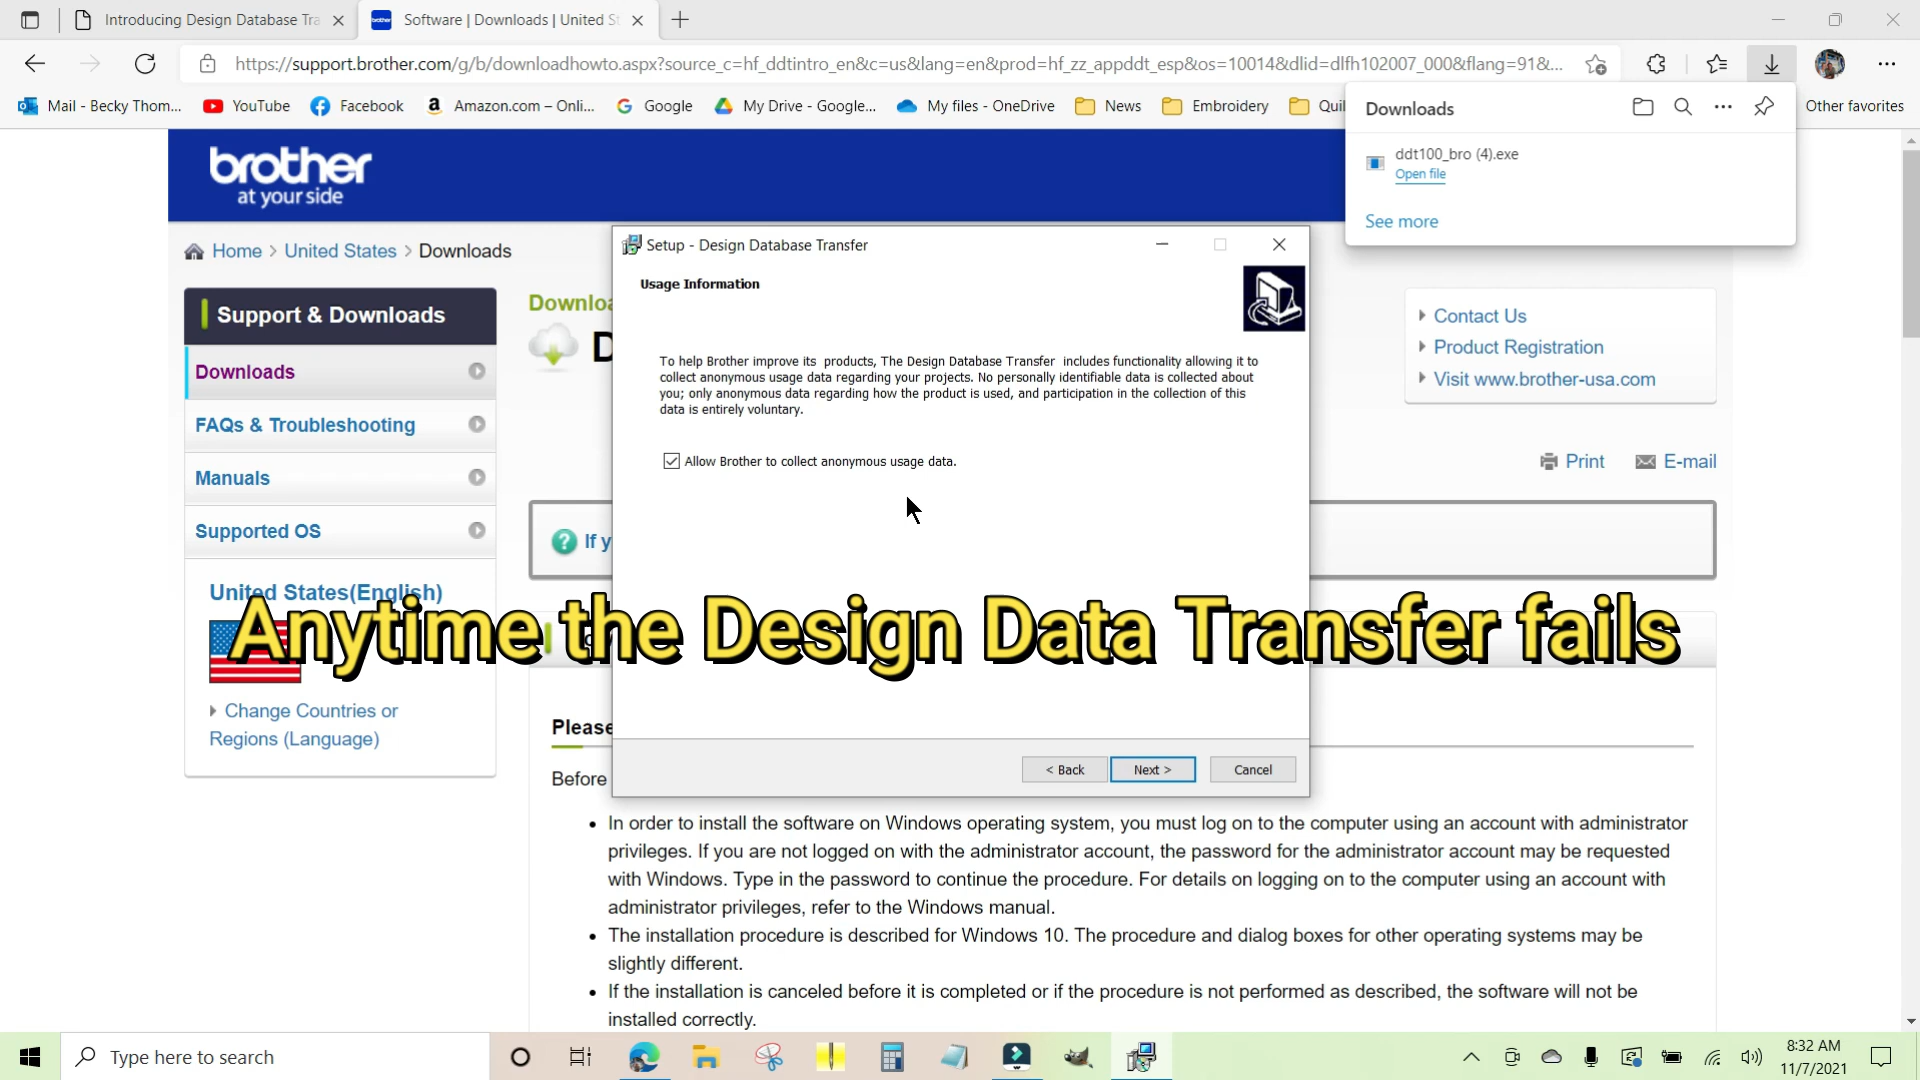 Introducing Design Database Tra
Software | Downloads | United St
https://support.brother.com/g/b/downloadhowto.aspx?source_c=hf_ddtintro_en&c=us&lang=en&prod=hf_zz_appddt_esp&os=10014&dlid=dlfh102007_000&flang=91&...
Mail - Becky Thom...
YouTube
Facebook
Amazon.com – Onli...
Google
My Drive - Google...
My files - OneDrive
News
Embroidery
Quil
Other favorites
Downloads
ddt100_bro (4).exe
Open file
See more
brother
at your side
Home > United States > Downloads
Support & Downloads
Downloads
FAQs & Troubleshooting
Manuals
Supported OS
United States(English)
Change Countries or
Regions (Language)
Downloa
D
Contact Us
Product Registration
Visit www.brother-usa.com
Print
E-mail
If y
Setup - Design Database Transfer
Usage Information
To help Brother improve its products, The Design Database Transfer includes functionality allowing it to
collect anonymous usage data regarding your projects. No personally identifiable data is collected about
you; only anonymous data regarding how the product is used, and participation in the collection of this
data is entirely voluntary.
Allow Brother to collect anonymous usage data.
Anytime the Design Data Transfer fails
< Back
Next >
Cancel
Please
Before
In order to install the software on Windows operating system, you must log on to the computer using an account with administrator
privileges. If you are not logged on with the administrator account, the password for the administrator account may be requested
with Windows. Type in the password to continue the procedure. For details on logging on to the computer using an account with
administrator privileges, refer to the Windows manual.
The installation procedure is described for Windows 10. The procedure and dialog boxes for other operating systems may be
slightly different.
If the installation is canceled before it is completed or if the procedure is not performed as described, the software will not be
installed correctly.
Type here to search
8:32 AM
11/7/2021